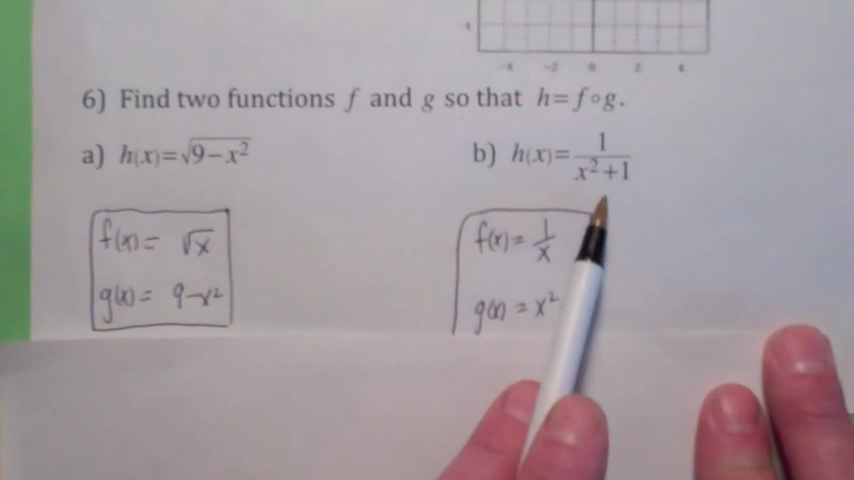 -4 -2 0 2 4
6) Find two functions f and g so that h=f∘g.
a) h(x)=√9−x²
b) h(x)=1/x²+1
f(x) = √x
g(x) = 9-x²
f(x) = 1/x
g(x) = x²